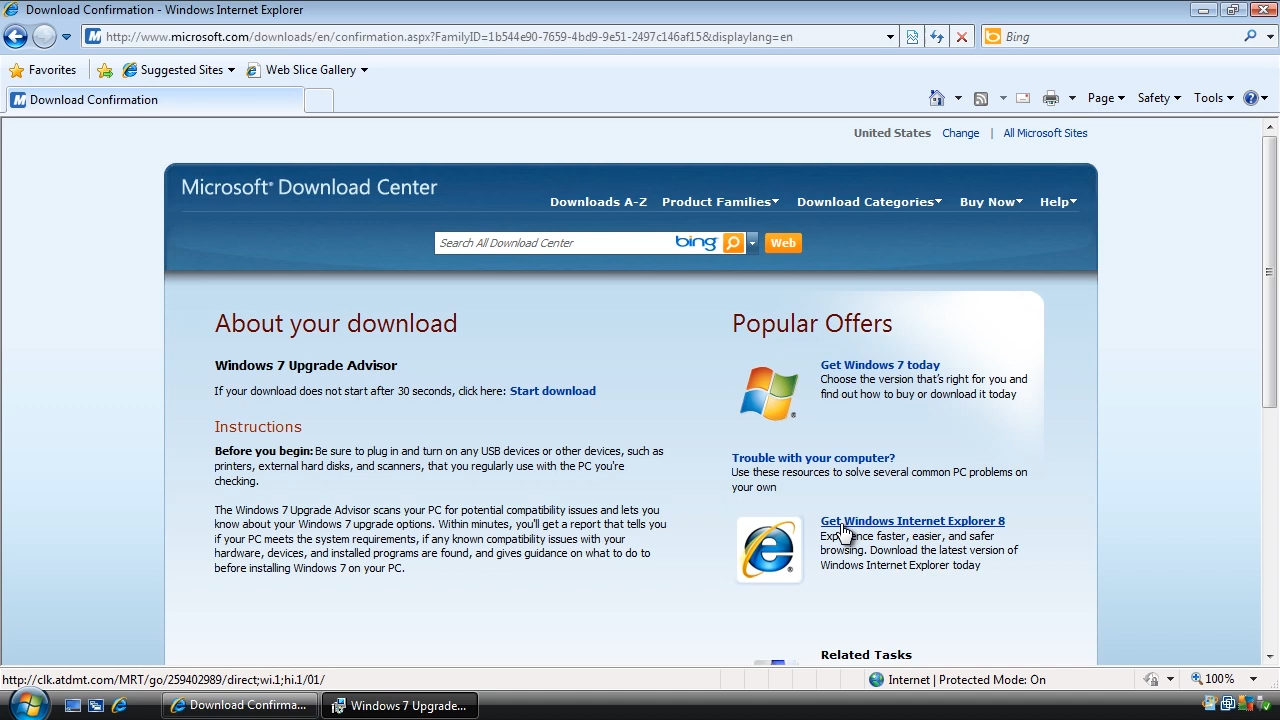 Download Confirmation - Windows Internet Explorer
http://www.microsoft.com/downloads/en/confirmation.aspx?FamilyID=1b544e90-7659-4bd9-9e51-2497c146af15&displaylang=en
Bing
Favorites
Suggested Sites
Web Slice Gallery
Download Confirmation
Page
Safety
Tools
United States Change | All Microsoft Sites
Microsoft® Download Center
Downloads A-Z Product Families Download Categories Buy Now Help
Search All Download Center
bing
Web
About your download
Windows 7 Upgrade Advisor
If your download does not start after 30 seconds, click here: Start download
Instructions
Before you begin: Be sure to plug in and turn on any USB devices or other devices, such as
printers, external hard disks, and scanners, that you regularly use with the PC you're
checking.
The Windows 7 Upgrade Advisor scans your PC for potential compatibility issues and lets you
know about your Windows 7 upgrade options. Within minutes, you'll get a report that tells you
if your PC meets the system requirements, if any known compatibility issues with your
hardware, devices, and installed programs are found, and gives guidance on what to do to
before installing Windows 7 on your PC.
Popular Offers
Get Windows 7 today
Choose the version that's right for you and
find out how to buy or download it today
Trouble with your computer?
Use these resources to solve several common PC problems on
your own
Get Windows Internet Explorer 8
Experience faster, easier, and safer
browsing. Download the latest version of
Windows Internet Explorer today
Related Tasks
http://clk.atdmt.com/MRT/go/259402989/direct;wi.1;hi.1/01/
Internet | Protected Mode: On
100%
Download Confirma...
Windows 7 Upgrade...